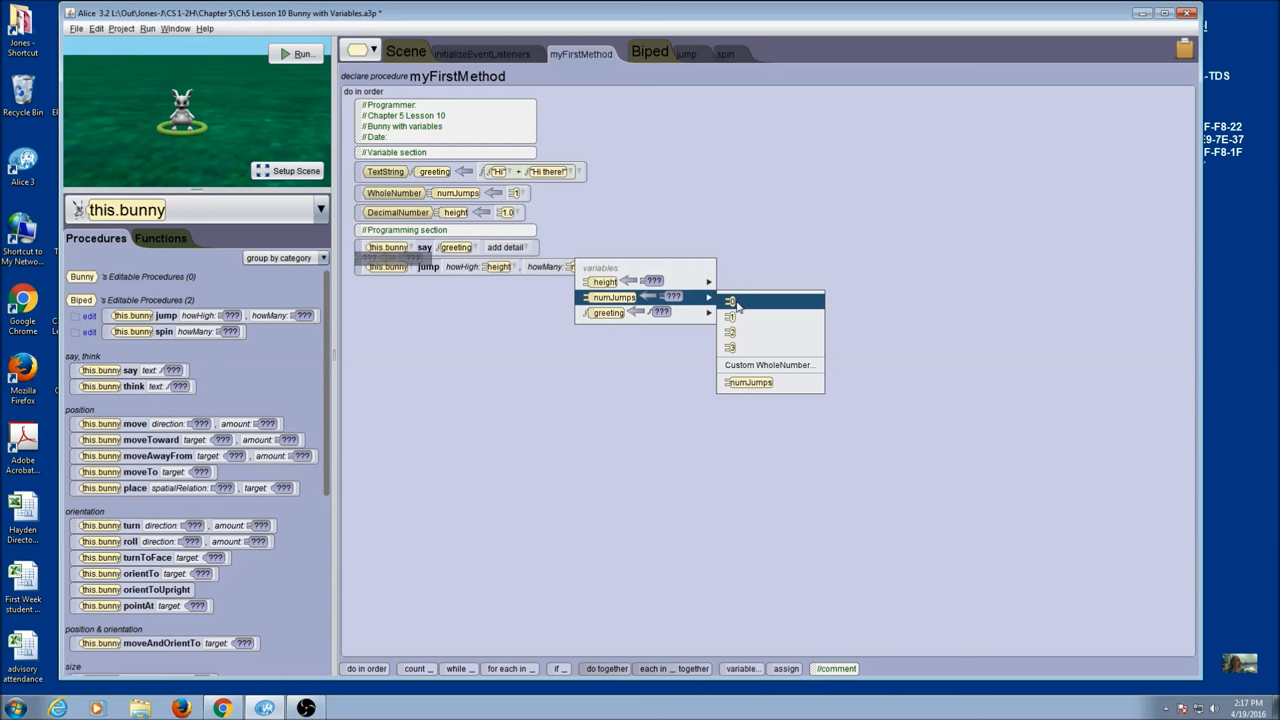 Jones - Shortcut
Recycle Bin
Alice 3
Shortcut to My Networ...
Google Chrome
Mozilla Firefox
Adobe Acrobat...
Hayden Directo...
First Week student ...
advisory attendance
Alice 3.2 L:\Out\Jones-J\CS 1-2H\Chapter 5\Ch5 Lesson 10 Bunny with Variables.a3p *
File Edit Project Run Window Help
Run...
Setup Scene
this.bunny
Procedures Functions
group by category
Bunny 's Editable Procedures (0)
Biped 's Editable Procedures (2)
edit this.bunny jump howHigh: ??? , howMany: ???
edit this.bunny spin howMany: ???
say, think
this.bunny say text: ???
this.bunny think text: ???
position
this.bunny move direction: ??? , amount: ???
this.bunny moveToward target: ??? , amount: ???
this.bunny moveAwayFrom target: ??? , amount: ???
this.bunny moveTo target: ???
this.bunny place spatialRelation: ??? , target: ???
orientation
this.bunny turn direction: ??? , amount: ???
this.bunny roll direction: ??? , amount: ???
this.bunny turnToFace target: ???
this.bunny orientTo target: ???
this.bunny orientToUpright
this.bunny pointAt target: ???
position & orientation
this.bunny moveAndOrientTo target: ???
size
Scene initializeEventListeners myFirstMethod Biped jump spin
declare procedure myFirstMethod
do in order
//Programmer:
//Chapter 5 Lesson 10
//Bunny with variables
//Date:
//Variable section
TextString greeting "Hi" + "Hi there!"
WholeNumber numJumps 1
DecimalNumber height 1.0
//Programming section
this.bunny say greeting add detail
this.bunny jump howHigh: height , howMany:
variables:
height ???
numJumps ???
greeting ???
0
1
2
3
Custom WholeNumber...
numJumps
do in order count _ while _ for each in _ if _ do together each in _ together variable... assign //comment
-TDS
F-F8-22
E9-7E-37
F-F8-1F
2:17 PM
4/19/2016